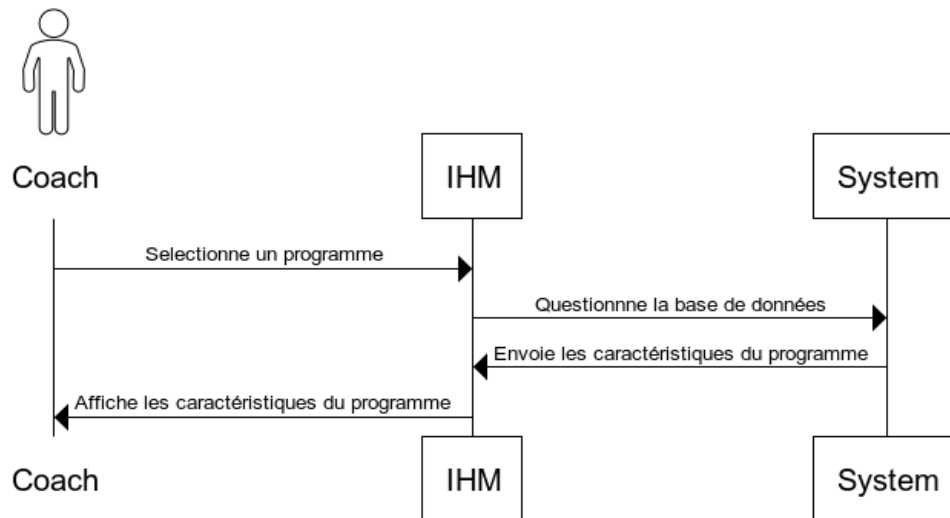 Coach
IHM
System
Selectionne un programme
Questionnne la base de données
Envoie les caractéristiques du programme
Affiche les caractéristiques du programme
Coach
IHM
System